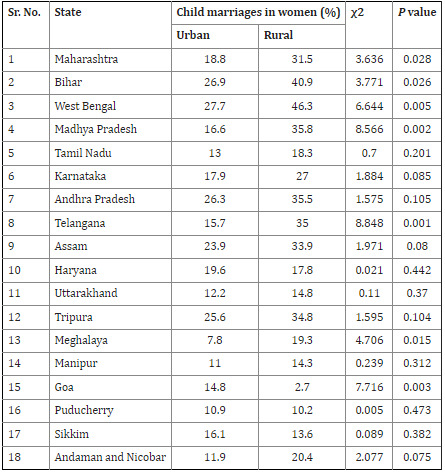 Sr. No. State Child marriages in women (%) χ2 P value
Urban Rural
1 Maharashtra 18.8 31.5 3.636 0.028
2 Bihar 26.9 40.9 3.771 0.026
3 West Bengal 27.7 46.3 6.644 0.005
4 Madhya Pradesh 16.6 35.8 8.566 0.002
5 Tamil Nadu 13 18.3 0.7 0.201
6 Karnataka 17.9 27 1.884 0.085
7 Andhra Pradesh 26.3 35.5 1.575 0.105
8 Telangana 15.7 35 8.848 0.001
9 Assam 23.9 33.9 1.971 0.08
10 Haryana 19.6 17.8 0.021 0.442
11 Uttarakhand 12.2 14.8 0.11 0.37
12 Tripura 25.6 34.8 1.595 0.104
13 Meghalaya 7.8 19.3 4.706 0.015
14 Manipur 11 14.3 0.239 0.312
15 Goa 14.8 2.7 7.716 0.003
16 Puducherry 10.9 10.2 0.005 0.473
17 Sikkim 16.1 13.6 0.089 0.382
18 Andaman and Nicobar 11.9 20.4 2.077 0.075